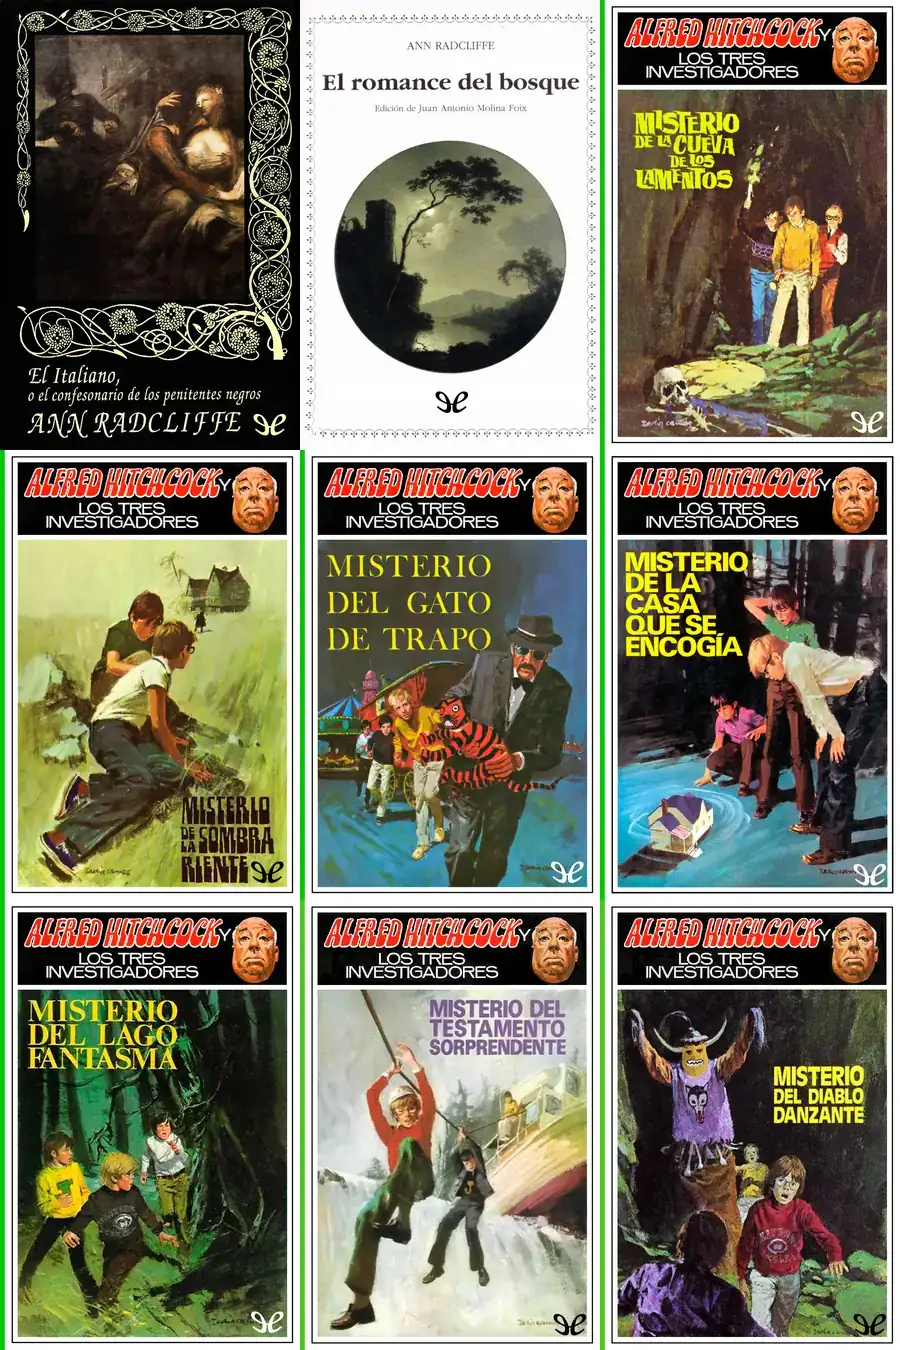 El Italiano,
o el confesonario de los penitentes negros
ANN RADCLIFFE
ANN RADCLIFFE
El romance del bosque
Edición de Juan Antonio Molina Foix
ALFRED HITCHCOCK Y
LOS TRES
INVESTIGADORES
MISTERIO
DE LA CUEVA
DE LOS
LAMENTOS
ALFRED HITCHCOCK Y
LOS TRES
INVESTIGADORES
MISTERIO
DE LA SOMBRA
RIENTE
ALFRED HITCHCOCK Y
LOS TRES
INVESTIGADORES
MISTERIO
DEL GATO
DE TRAPO
ALFRED HITCHCOCK Y
LOS TRES
INVESTIGADORES
MISTERIO
DE LA
CASA
QUE SE
ENCOGÍA
ALFRED HITCHCOCK Y
LOS TRES
INVESTIGADORES
MISTERIO
DEL LAGO
FANTASMA
ALFRED HITCHCOCK Y
LOS TRES
INVESTIGADORES
MISTERIO DEL
TESTAMENTO
SORPRENDENTE
ALFRED HITCHCOCK Y
LOS TRES
INVESTIGADORES
MISTERIO
DEL DIABLO
DANZANTE